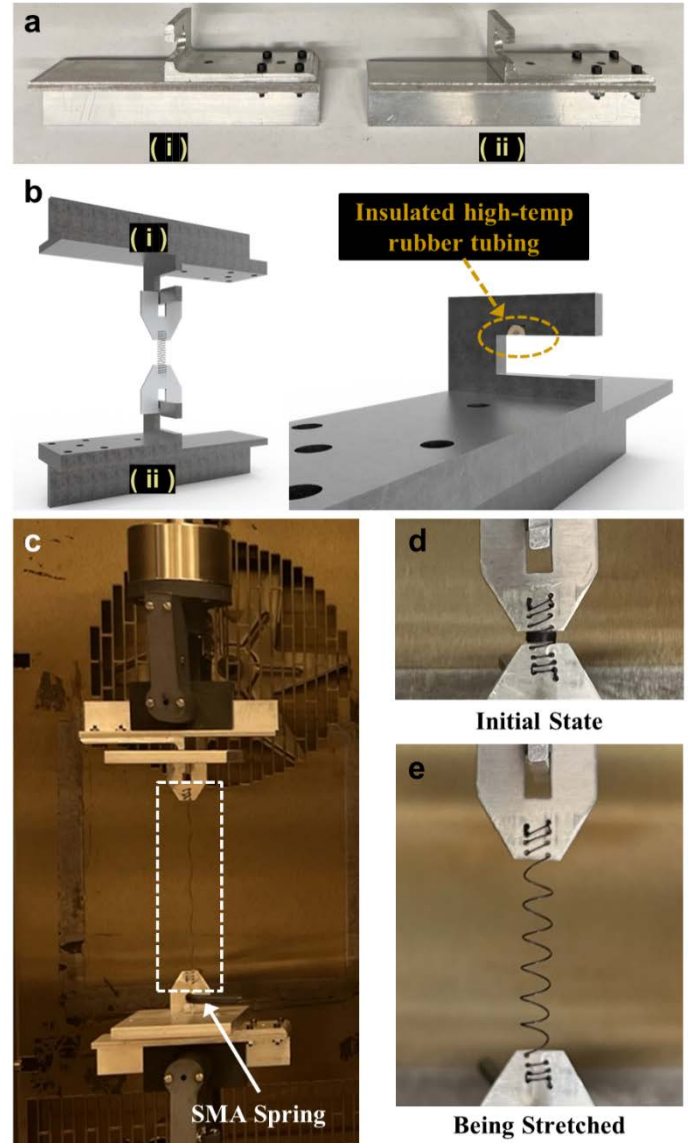 a
( i )
( ii )
b
( i )
( ii )
Insulated high-temp
rubber tubing
c
SMA Spring
d
Initial State
e
Being Stretched